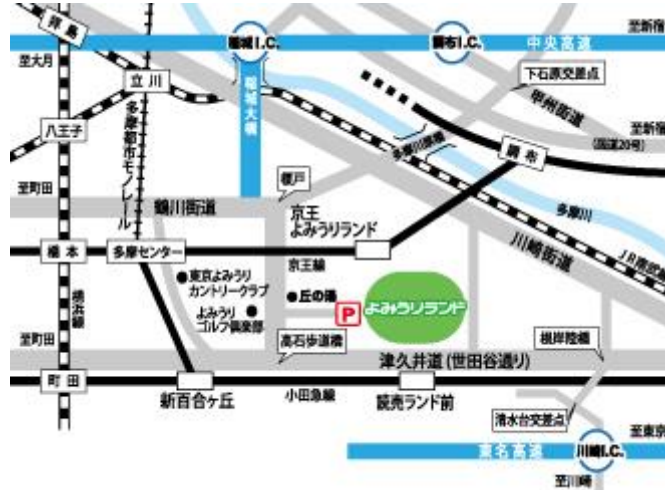 拝島
稲城I.C.
調布I.C.
中央高速
至新宿
至大月
立川
下石原交差点
稲城大橋
甲州街道
八王子
多摩都市モノレール
至新宿
(国道20号)
多摩川原橋
調布
榎戸
至町田
鶴川街道
多摩川
京王
よみうりランド
川崎街道
JR南武線
橋本
多摩センター
京王線
東京よみうり
カントリークラブ
丘の湯
よみうりランド
横浜線
よみうり
ゴルフ倶楽部
P
至町田
高石歩道橋
根岸陸橋
津久井道(世田谷通り)
町田
新百合ヶ丘
小田急線
読売ランド前
清水台交差点
至東京
東名高速
川崎I.C.
至川崎